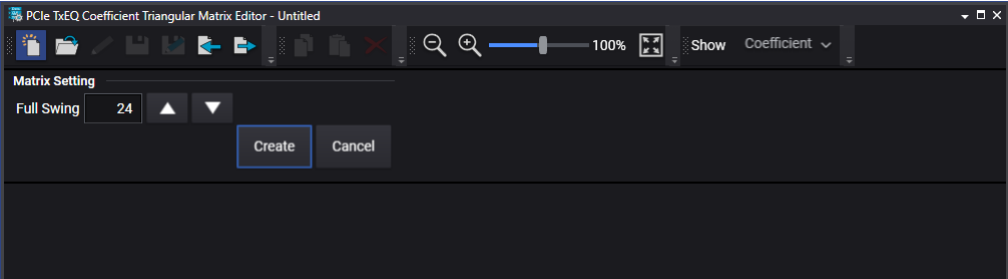 PCIe TxEQ Coefficient Triangular Matrix Editor - Untitled
100% Show Coefficient
Matrix Setting
Full Swing 24
Create Cancel